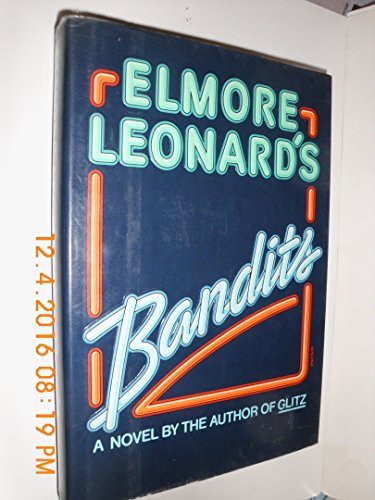 ELMORE
LEONARD'S
Bandits
A NOVEL BY THE AUTHOR OF GLITZ
12.4.2016 08:19 PM